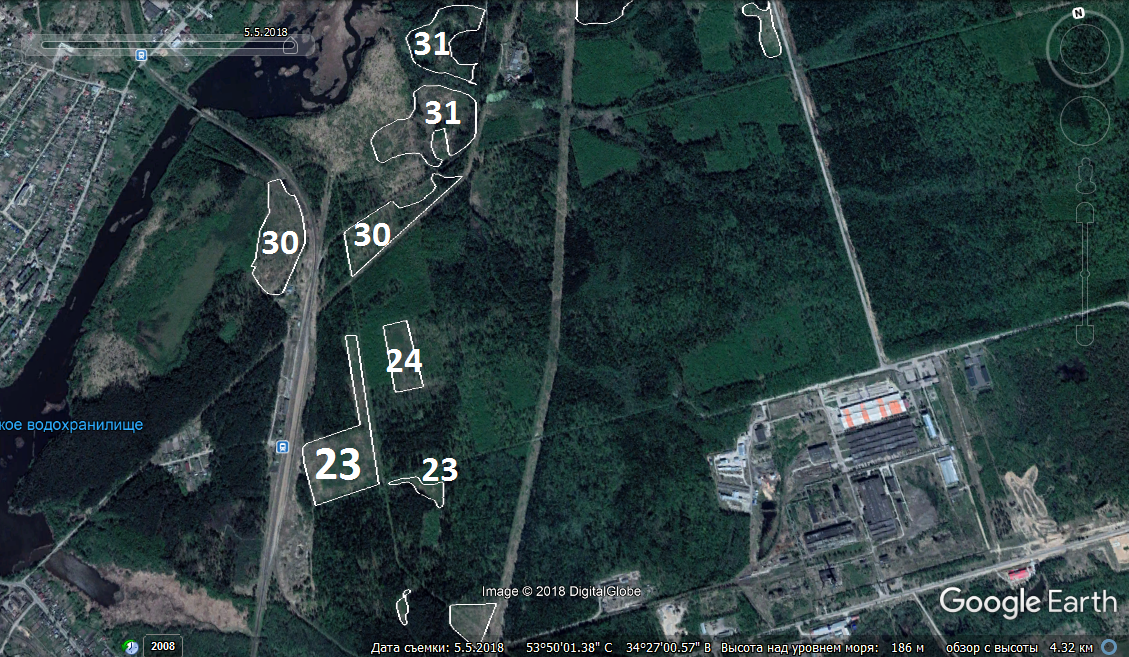 5.5.2018
N
31
31
30
30
24
23
23
кое водохранилище
Image © 2018 DigitalGlobe
Google Earth
2008
Дата съемки: 5.5.2018 53°50'01.38" С 34°27'00.57" В Высота над уровнем моря: 186 м обзор с высоты 4.32 км